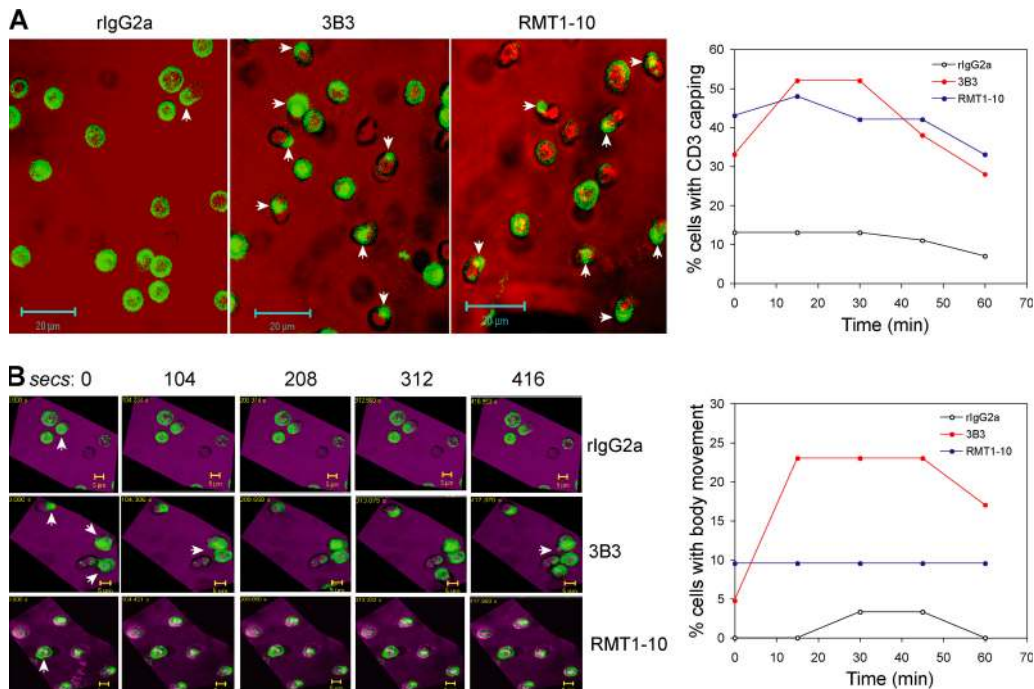 A rIgG2a 3B3 RMT1-10
20 µm 20 µm 20 µm
rIgG2a
3B3
RMT1-10
% cells with CD3 capping
60
50
40
30
20
10
0
0 10 20 30 40 50 60 70
Time (min)
B secs: 0 104 208 312 416
rIgG2a
3B3
RMT1-10
rIgG2a
3B3
RMT1-10
% cells with body movement
30
25
20
15
10
5
0
0 10 20 30 40 50 60 70
Time (min)